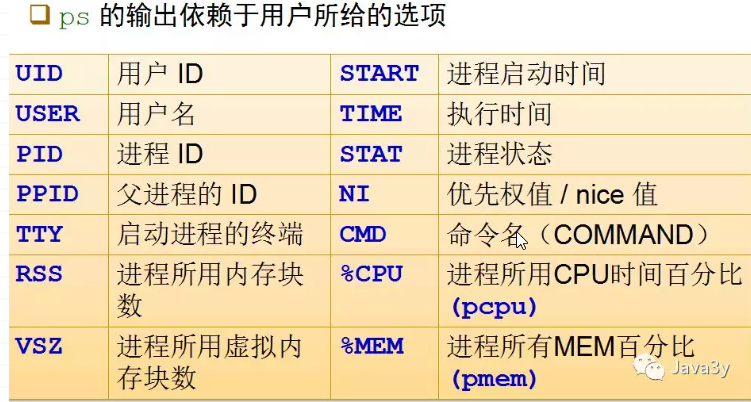 ps 的输出依赖于用户所给的选项
UID 用户 ID START 进程启动时间
USER 用户名 TIME 执行时间
PID 进程 ID STAT 进程状态
PPID 父进程的 ID NI 优先权值 / nice 值
TTY 启动进程的终端 CMD 命令名（COMMAND）
RSS 进程所用内存块 %CPU 进程所用CPU时间百分比
数 (pcpu)
VSZ 进程所用虚拟内 %MEM 进程所有MEM百分比
存块数 (pmem)
Java3y